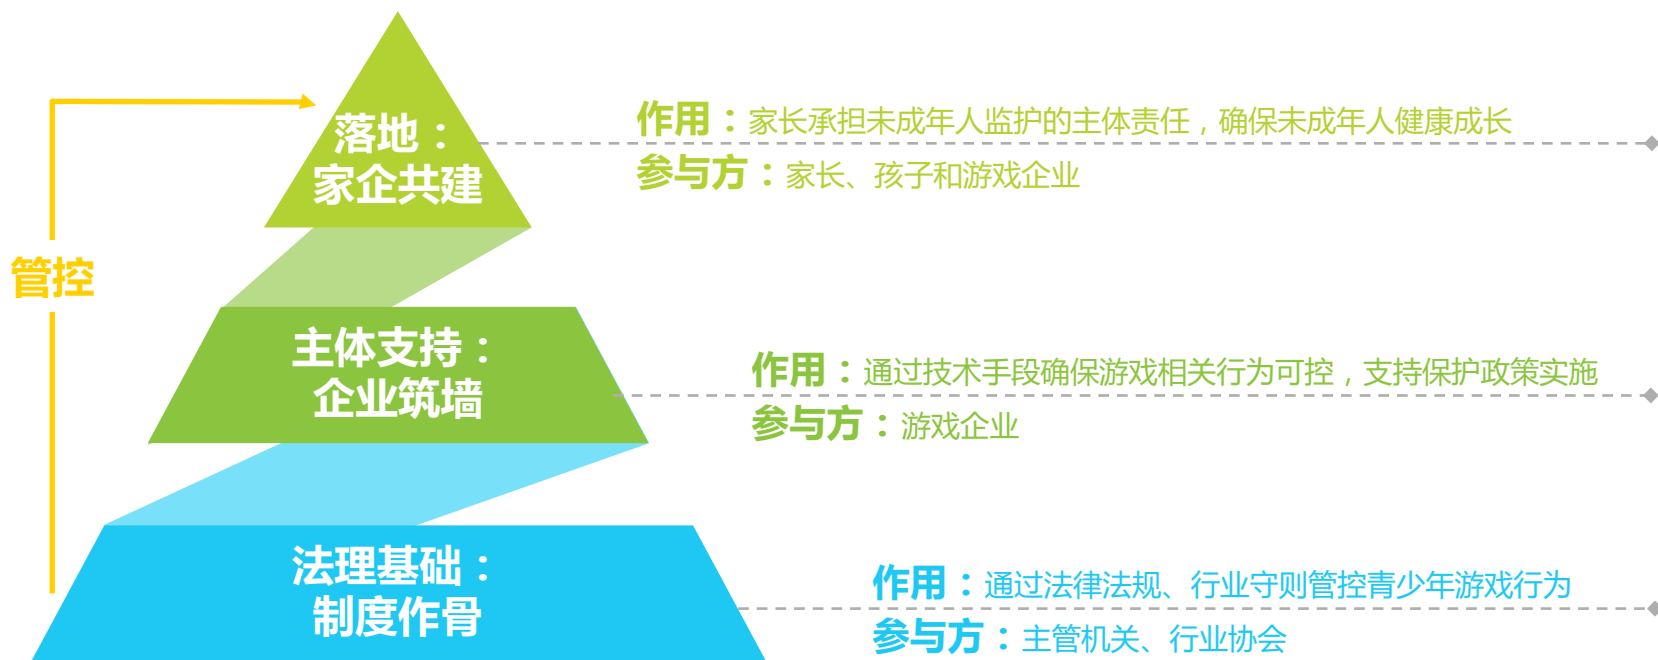 落地：
家企共建
作用：家长承担未成年人监护的主体责任，确保未成年人健康成长
参与方：家长、孩子和游戏企业
管控
主体支持：
企业筑墙
作用：通过技术手段确保游戏相关行为可控，支持保护政策实施
参与方：游戏企业
法理基础：
制度作骨
作用：通过法律法规、行业守则管控青少年游戏行为
参与方：主管机关、行业协会